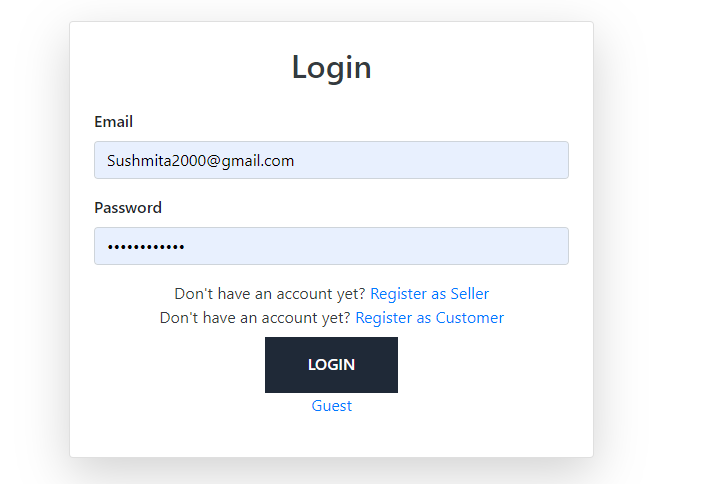 Login
Email
Sushmita2000@gmail.com
Password
••••••••••••
Don't have an account yet? Register as Seller
Don't have an account yet? Register as Customer
LOGIN
Guest